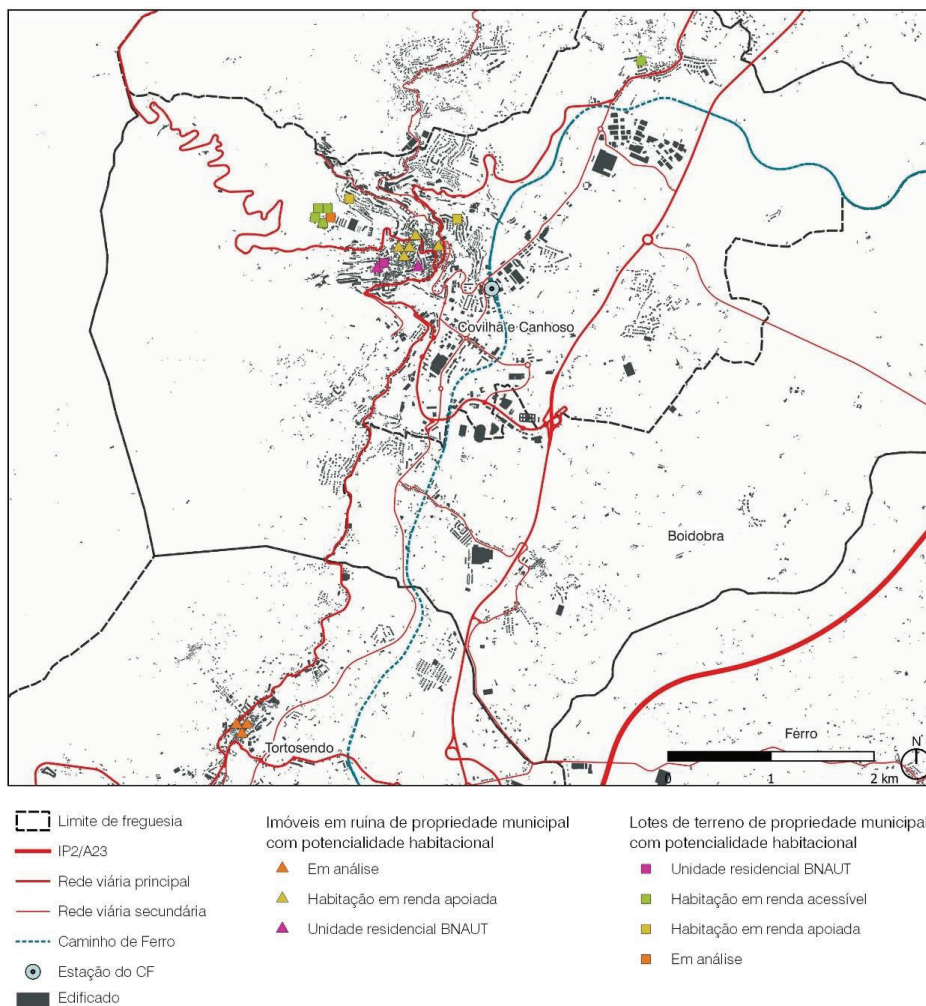 Covilhã e Canhoso
Boidobra
Tortosendo
Ferro
N
0 1 2 km
Limite de freguesia
IP2/A23
Rede viária principal
Rede viária secundária
Caminho de Ferro
Estação do CF
Edificado
Imóveis em ruína de propriedade municipal
com potencialidade habitacional
Em análise
Habitação em renda apoiada
Unidade residencial BNAUT
Lotes de terreno de propriedade municipal
com potencialidade habitacional
Unidade residencial BNAUT
Habitação em renda acessível
Habitação em renda apoiada
Em análise